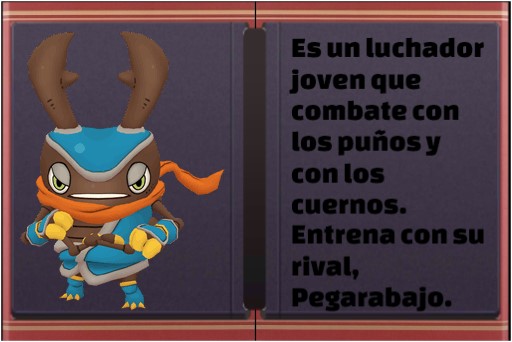 Es un luchador
joven que
combate con
los puños y
con los
cuernos.
Entrena con su
rival,
Pegarabajo.